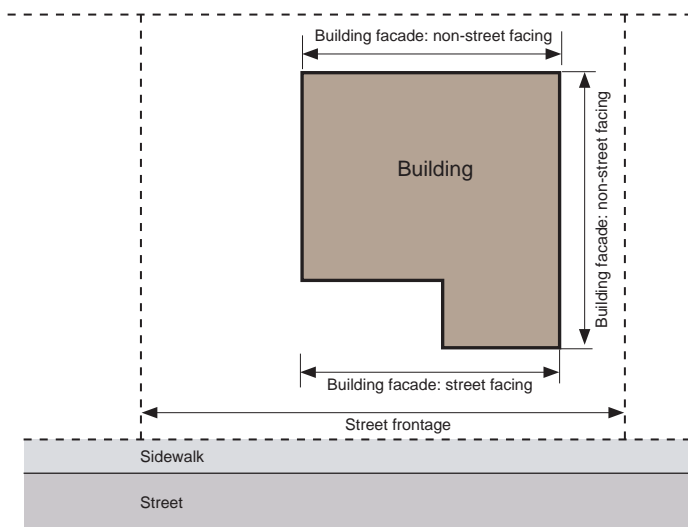 Building facade: non-street facing
Building
Building facade: non-street facing
Building facade: street facing
Street frontage
Sidewalk
Street